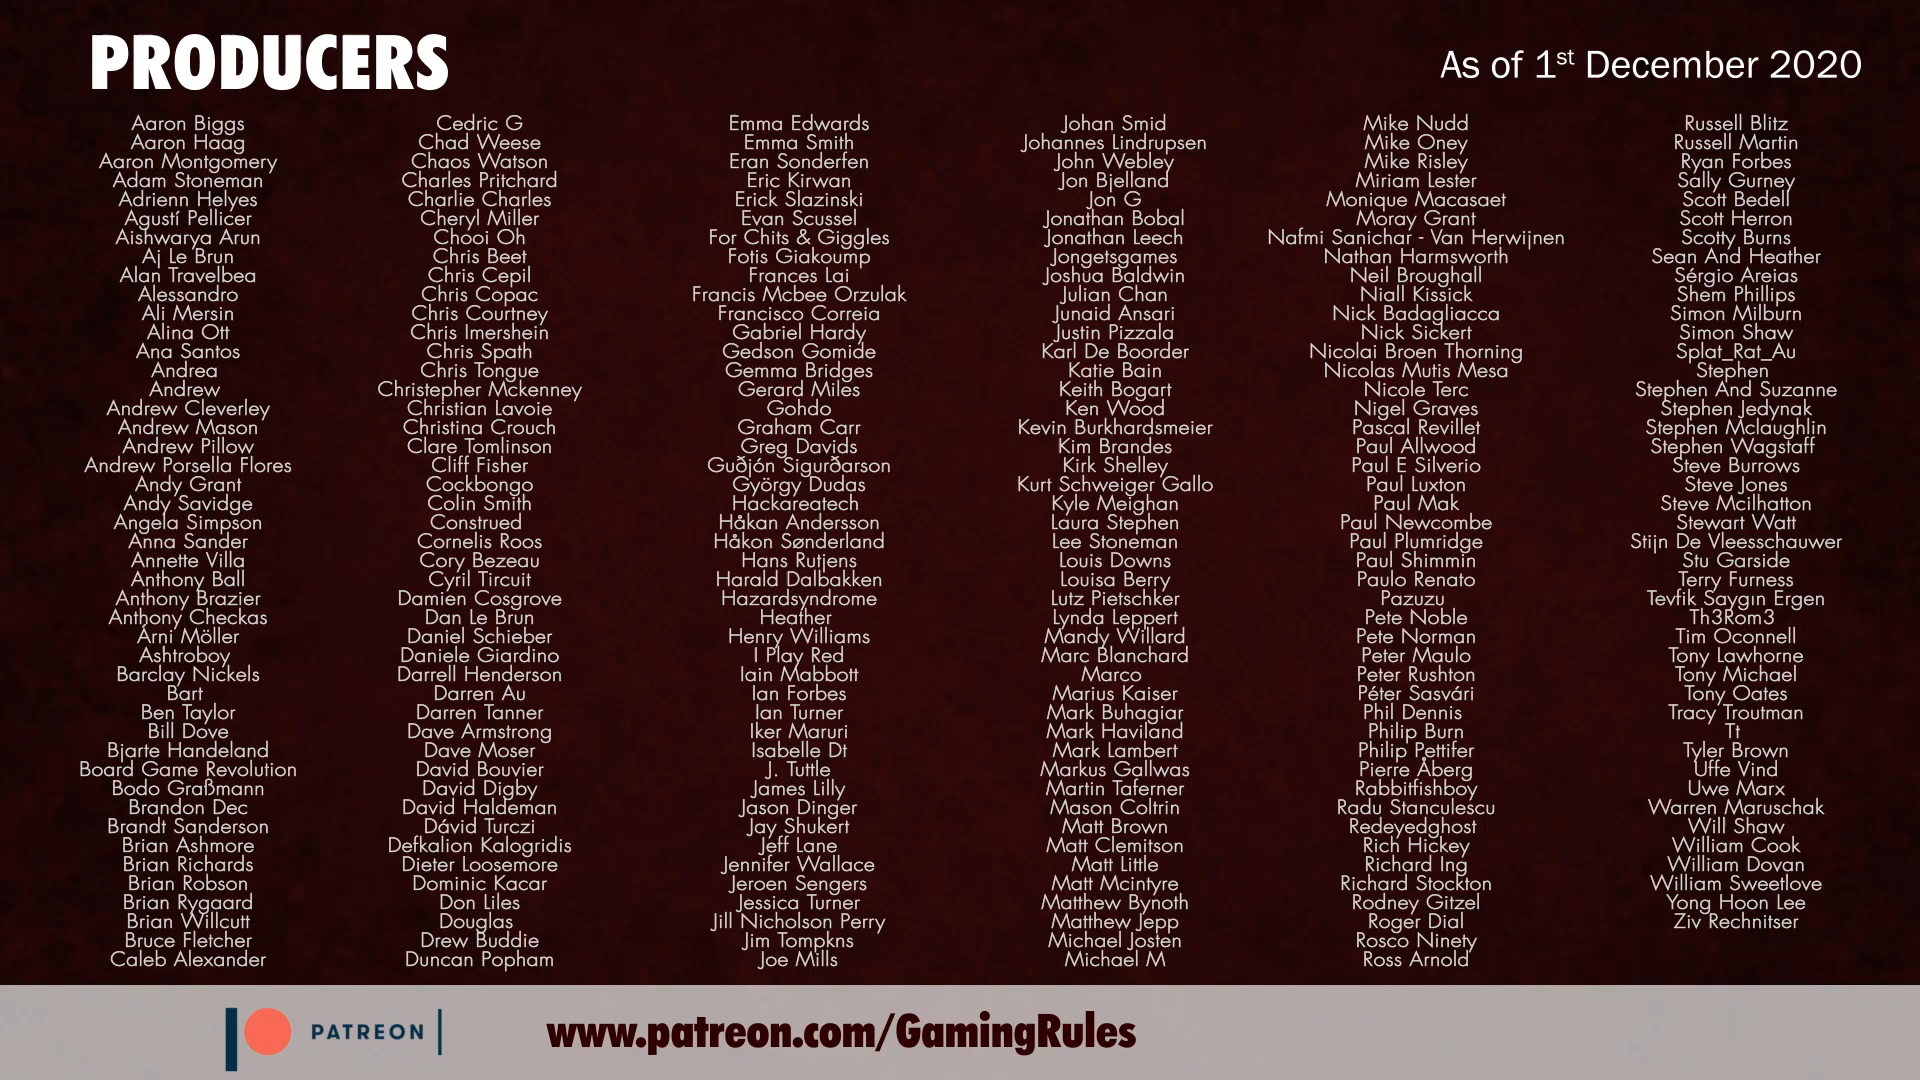 PRODUCERS
As of 1st December 2020
Aaron Biggs
Aaron Haag
Aaron Montgomery
Adam Stoneman
Adrienn Helyes
Agustí Pellicer
Aishwarya Arun
Aj Le Brun
Alan Travelbea
Alessandro
Ali Mersin
Alina Ott
Ana Santos
Andrea
Andrew
Andrew Cleverley
Andrew Mason
Andrew Pillow
Andrew Porsella Flores
Andy Grant
Andy Savidge
Angela Simpson
Anna Sander
Annette Villa
Anthony Ball
Anthony Brazier
Anthony Checkas
Árni Möller
Ashtroboy
Barclay Nickels
Bart
Ben Taylor
Bill Dove
Bjarte Handeland
Board Game Revolution
Bodo Graßmann
Brandon Dec
Brandt Sanderson
Brian Ashmore
Brian Richards
Brian Robson
Brian Rygaard
Brian Willcutt
Bruce Fletcher
Caleb Alexander
Cedric G
Chad Weese
Chaos Watson
Charles Pritchard
Charlie Charles
Cheryl Miller
Chooi Oh
Chris Beet
Chris Cepil
Chris Copac
Chris Courtney
Chris Imershein
Chris Spath
Chris Tongue
Christepher Mckenney
Christian Lavoie
Christina Crouch
Clare Tomlinson
Cliff Fisher
Cockbongo
Colin Smith
Construed
Cornelis Roos
Cory Bezeau
Cyril Tircuit
Damien Cosgrove
Dan Le Brun
Daniel Schieber
Daniele Giardino
Darrell Henderson
Darren Au
Darren Tanner
Dave Armstrong
Dave Moser
David Bouvier
David Digby
David Haldeman
Dávid Turczi
Defkalion Kalogridis
Dieter Loosemore
Dominic Kacar
Don Liles
Douglas
Drew Buddie
Duncan Popham
Emma Edwards
Emma Smith
Eran Sonderfen
Eric Kirwan
Erick Slazinski
Evan Scussel
For Chits & Giggles
Fotis Giakoump
Frances Lai
Francis Mcbee Orzulak
Francisco Correia
Gabriel Hardy
Gedson Gomide
Gemma Bridges
Gerard Miles
Gohdo
Graham Carr
Greg Davids
Guðjón Sigurðarson
György Dudas
Hackareatech
Håkan Andersson
Håkon Sønderland
Hans Rutjens
Harald Dalbakken
Hazardsyndrome
Heather
Henry Williams
I Play Red
Iain Mabbott
Ian Forbes
Ian Turner
Iker Maruri
Isabelle Dt
J. Tuttle
James Lilly
Jason Dinger
Jay Shukert
Jeff Lane
Jennifer Wallace
Jeroen Sengers
Jessica Turner
Jill Nicholson Perry
Jim Tompkns
Joe Mills
Johan Smid
Johannes Lindrupsen
John Webley
Jon Bjelland
Jon G
Jonathan Bobal
Jonathan Leech
Jongetsgames
Joshua Baldwin
Julian Chan
Junaid Ansari
Justin Pizzala
Karl De Boorder
Katie Bain
Keith Bogart
Ken Wood
Kevin Burkhardsmeier
Kim Brandes
Kirk Shelley
Kurt Schweiger Gallo
Kyle Meighan
Laura Stephen
Lee Stoneman
Louis Downs
Louisa Berry
Lutz Pietschker
Lynda Leppert
Mandy Willard
Marc Blanchard
Marco
Marius Kaiser
Mark Buhagiar
Mark Haviland
Mark Lambert
Markus Gallwas
Martin Taferner
Mason Coltrin
Matt Brown
Matt Clemitson
Matt Little
Matt Mcintyre
Matthew Bynoth
Matthew Jepp
Michael Josten
Michael M
Mike Nudd
Mike Oney
Mike Risley
Miriam Lester
Monique Macasaet
Moray Grant
Nafmi Sanichar - Van Herwijnen
Nathan Harmsworth
Neil Broughall
Niall Kissick
Nick Badagliacca
Nick Sickert
Nicolai Broen Thorning
Nicolas Mutis Mesa
Nicole Terc
Nigel Graves
Pascal Revillet
Paul Allwood
Paul E Silverio
Paul Luxton
Paul Mak
Paul Newcombe
Paul Plumridge
Paul Shimmin
Paulo Renato
Pazuzu
Pete Noble
Pete Norman
Peter Maulo
Peter Rushton
Péter Sasvári
Phil Dennis
Philip Burn
Philip Pettifer
Pierre Åberg
Rabbitfishboy
Radu Stanculescu
Redeyedghost
Rich Hickey
Richard Ing
Richard Stockton
Rodney Gitzel
Roger Dial
Rosco Ninety
Ross Arnold
Russell Blitz
Russell Martin
Ryan Forbes
Sally Gurney
Scott Bedell
Scott Herron
Scotty Burns
Sean And Heather
Sérgio Areias
Shem Phillips
Simon Milburn
Simon Shaw
Splat_Rat_Au
Stephen
Stephen And Suzanne
Stephen Jedynak
Stephen Mclaughlin
Stephen Wagstaff
Steve Burrows
Steve Jones
Steve Mcilhatton
Stewart Watt
Stijn De Vleesschauwer
Stu Garside
Terry Furness
Tevfik Saygın Ergen
Th3Rom3
Tim Oconnell
Tony Lawhorne
Tony Michael
Tony Oates
Tracy Troutman
Tt
Tyler Brown
Uffe Vind
Uwe Marx
Warren Maruschak
Will Shaw
William Cook
William Dovan
William Sweetlove
Yong Hoon Lee
Ziv Rechnitser
PATREON
www.patreon.com/GamingRules